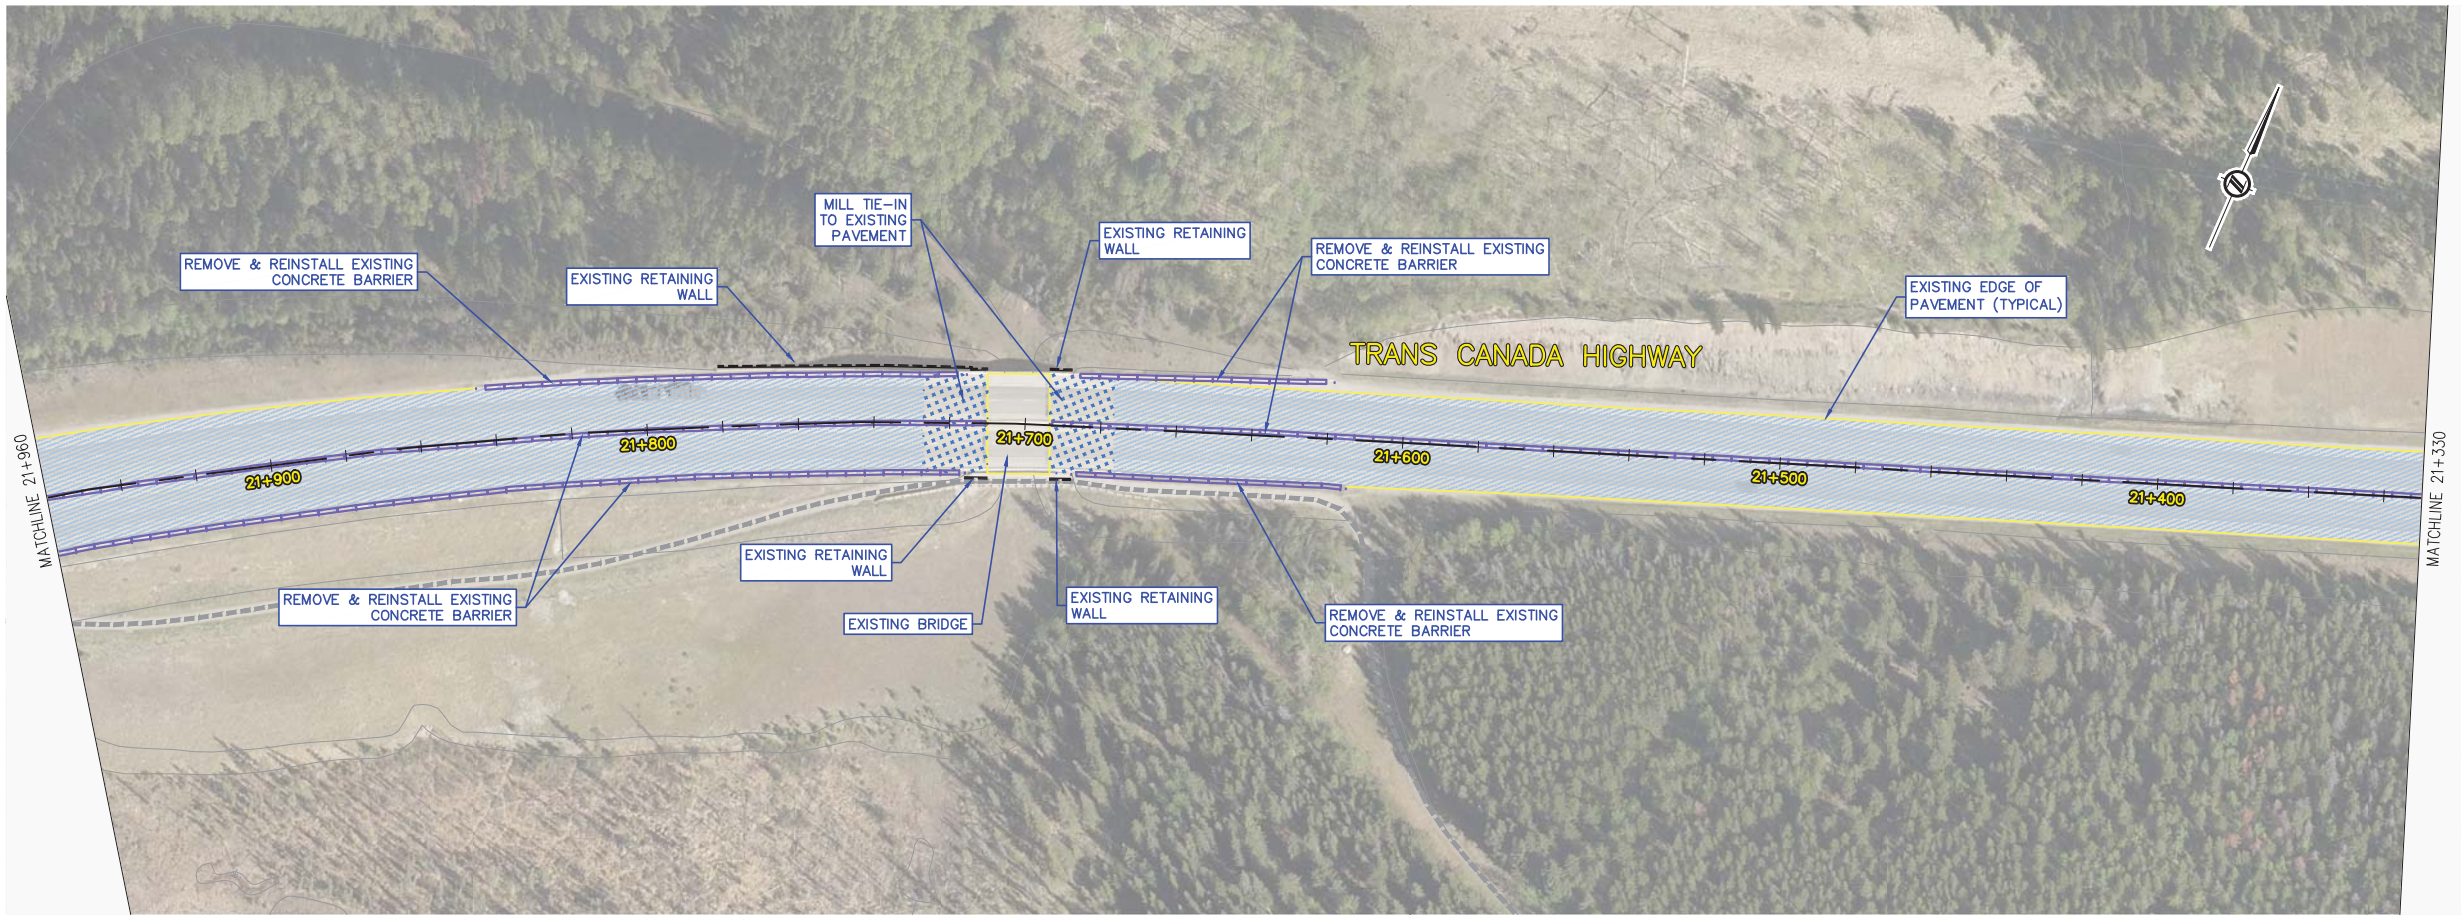 MILL TIE-IN
TO EXISTING
PAVEMENT
EXISTING RETAINING
WALL
REMOVE & REINSTALL EXISTING
CONCRETE BARRIER
REMOVE & REINSTALL EXISTING
CONCRETE BARRIER
EXISTING RETAINING
WALL
EXISTING EDGE OF
PAVEMENT (TYPICAL)
TRANS CANADA HIGHWAY
MATCHLINE 21+960
21+900
21+800
21+700
21+600
21+500
21+400
MATCHLINE 21+330
EXISTING RETAINING
WALL
REMOVE & REINSTALL EXISTING
CONCRETE BARRIER
EXISTING BRIDGE
EXISTING RETAINING
WALL
REMOVE & REINSTALL EXISTING
CONCRETE BARRIER